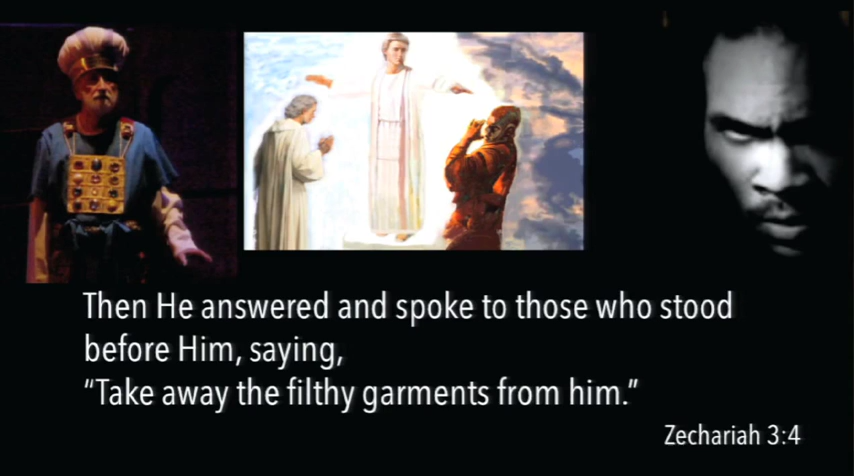 Then He answered and spoke to those who stood
before Him, saying,
“Take away the filthy garments from him.”
Zechariah 3:4